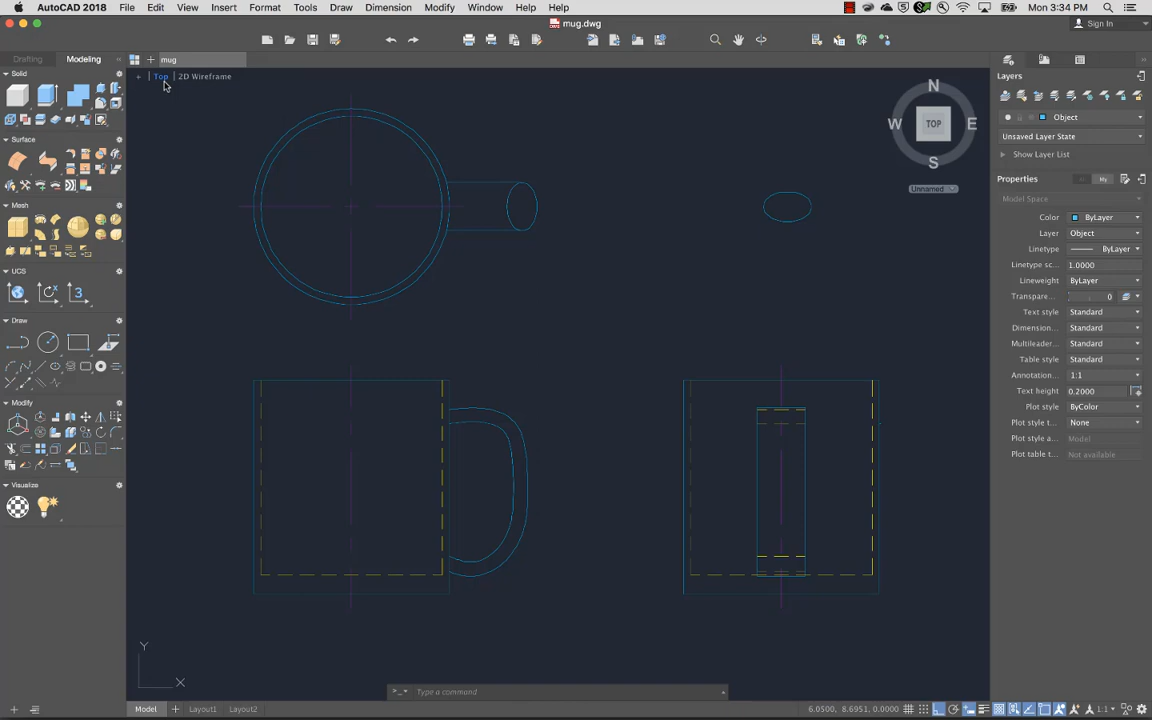 AutoCAD 2018 File Edit View Insert Format Tools Draw Dimension Modify Window Help Help Mon 3:34 PM
mug.dwg
Sign In
Drafting Modeling
mug
+ | Top | 2D Wireframe
Solid
Surface
Mesh
UCS
3
Draw
Modify
Visualize
N
W TOP E
S
Unnamed
Y
X
>_ Type a command
Model + Layout1 Layout2
6.0500, 8.6951, 0.0000
1:1
Layers
Object
Unsaved Layer State
Show Layer List
Properties
My
Model Space
Color ByLayer
Layer Object
Linetype ByLayer
Linetype sc... 1.0000
Lineweight ByLayer
Transpare... 0
Text style Standard
Dimension... Standard
Multileader... Standard
Table style Standard
Annotation... 1:1
Text height 0.2000
Plot style ByColor
Plot style t... None
Plot style a... Model
Plot table t... Not available